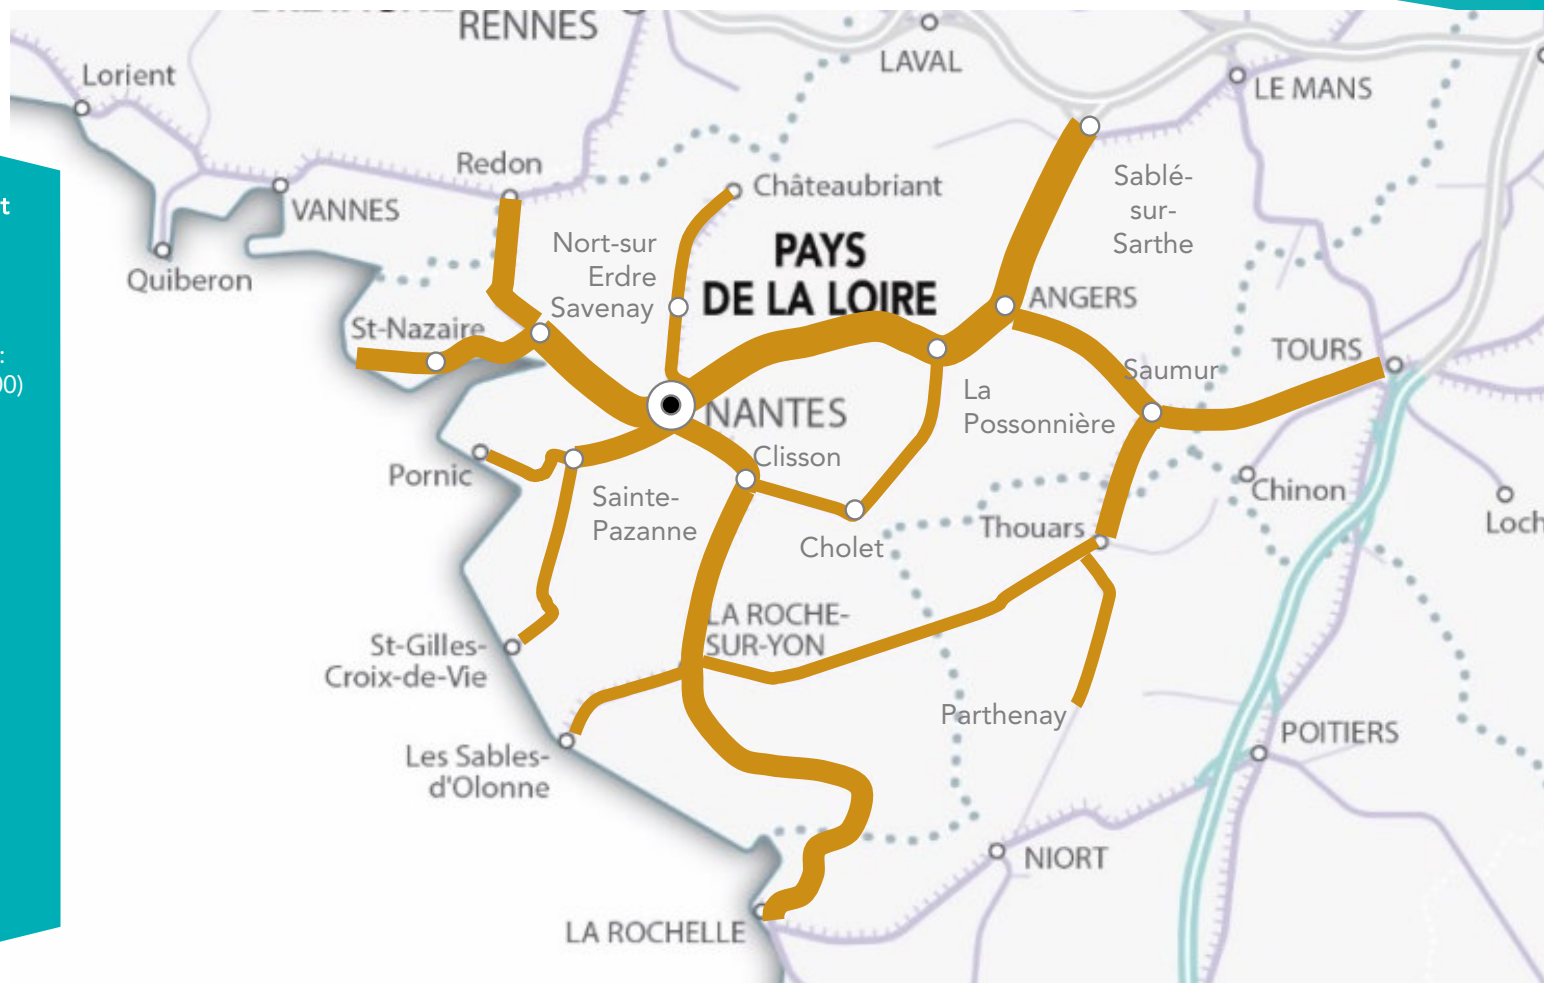 RENNES
LAVAL
Lorient
LE MANS
Redon
Châteaubriant
Sablé-
sur-
Sarthe
t
VANNES
Nort-sur
Erdre
PAYS
DE LA LOIRE
Quiberon
Savenay
ANGERS
St-Nazaire
TOURS
:
00)
Saumur
La
Possonnière
NANTES
Clisson
Pornic
Sainte-
Pazanne
Chinon
Loch
Thouars
Cholet
LA ROCHE-
SUR-YON
St-Gilles-
Croix-de-Vie
Parthenay
POITIERS
Les Sables-
d'Olonne
NIORT
LA ROCHELLE